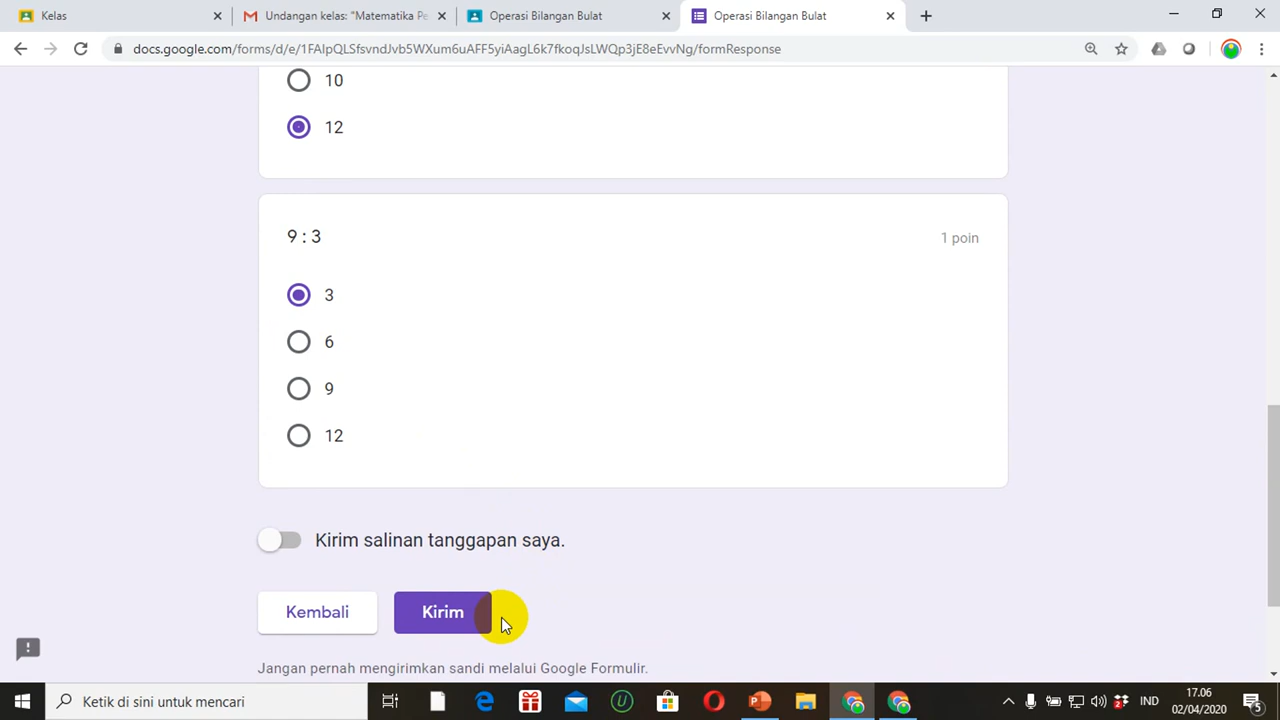 Kelas
Undangan kelas: "Matematika Pe
Operasi Bilangan Bulat
Operasi Bilangan Bulat
docs.google.com/forms/d/e/1FAIpQLSfsvndJvb5WXum6uAFF5yiAagL6k7fkoqJsLWQp3jE8eEvvNg/formResponse
10
12
9 : 3
1 poin
3
6
9
12
Kirim salinan tanggapan saya.
Kembali
Kirim
Jangan pernah mengirimkan sandi melalui Google Formulir.
Ketik di sini untuk mencari
IND
17.06
02/04/2020
5